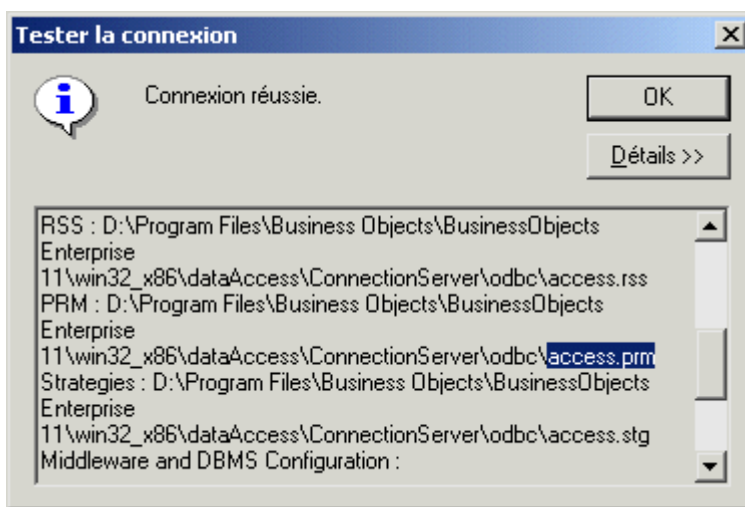 Tester la connexion
Connexion réussie.
OK
Détails >>
RSS : D:\Program Files\Business Objects\BusinessObjects
Enterprise
11\win32_x86\dataAccess\ConnectionServer\odbc\access.rss
PRM : D:\Program Files\Business Objects\BusinessObjects
Enterprise
11\win32_x86\dataAccess\ConnectionServer\odbc\access.prm
Strategies : D:\Program Files\Business Objects\BusinessObjects
Enterprise
11\win32_x86\dataAccess\ConnectionServer\odbc\access.stg
Middleware and DBMS Configuration :